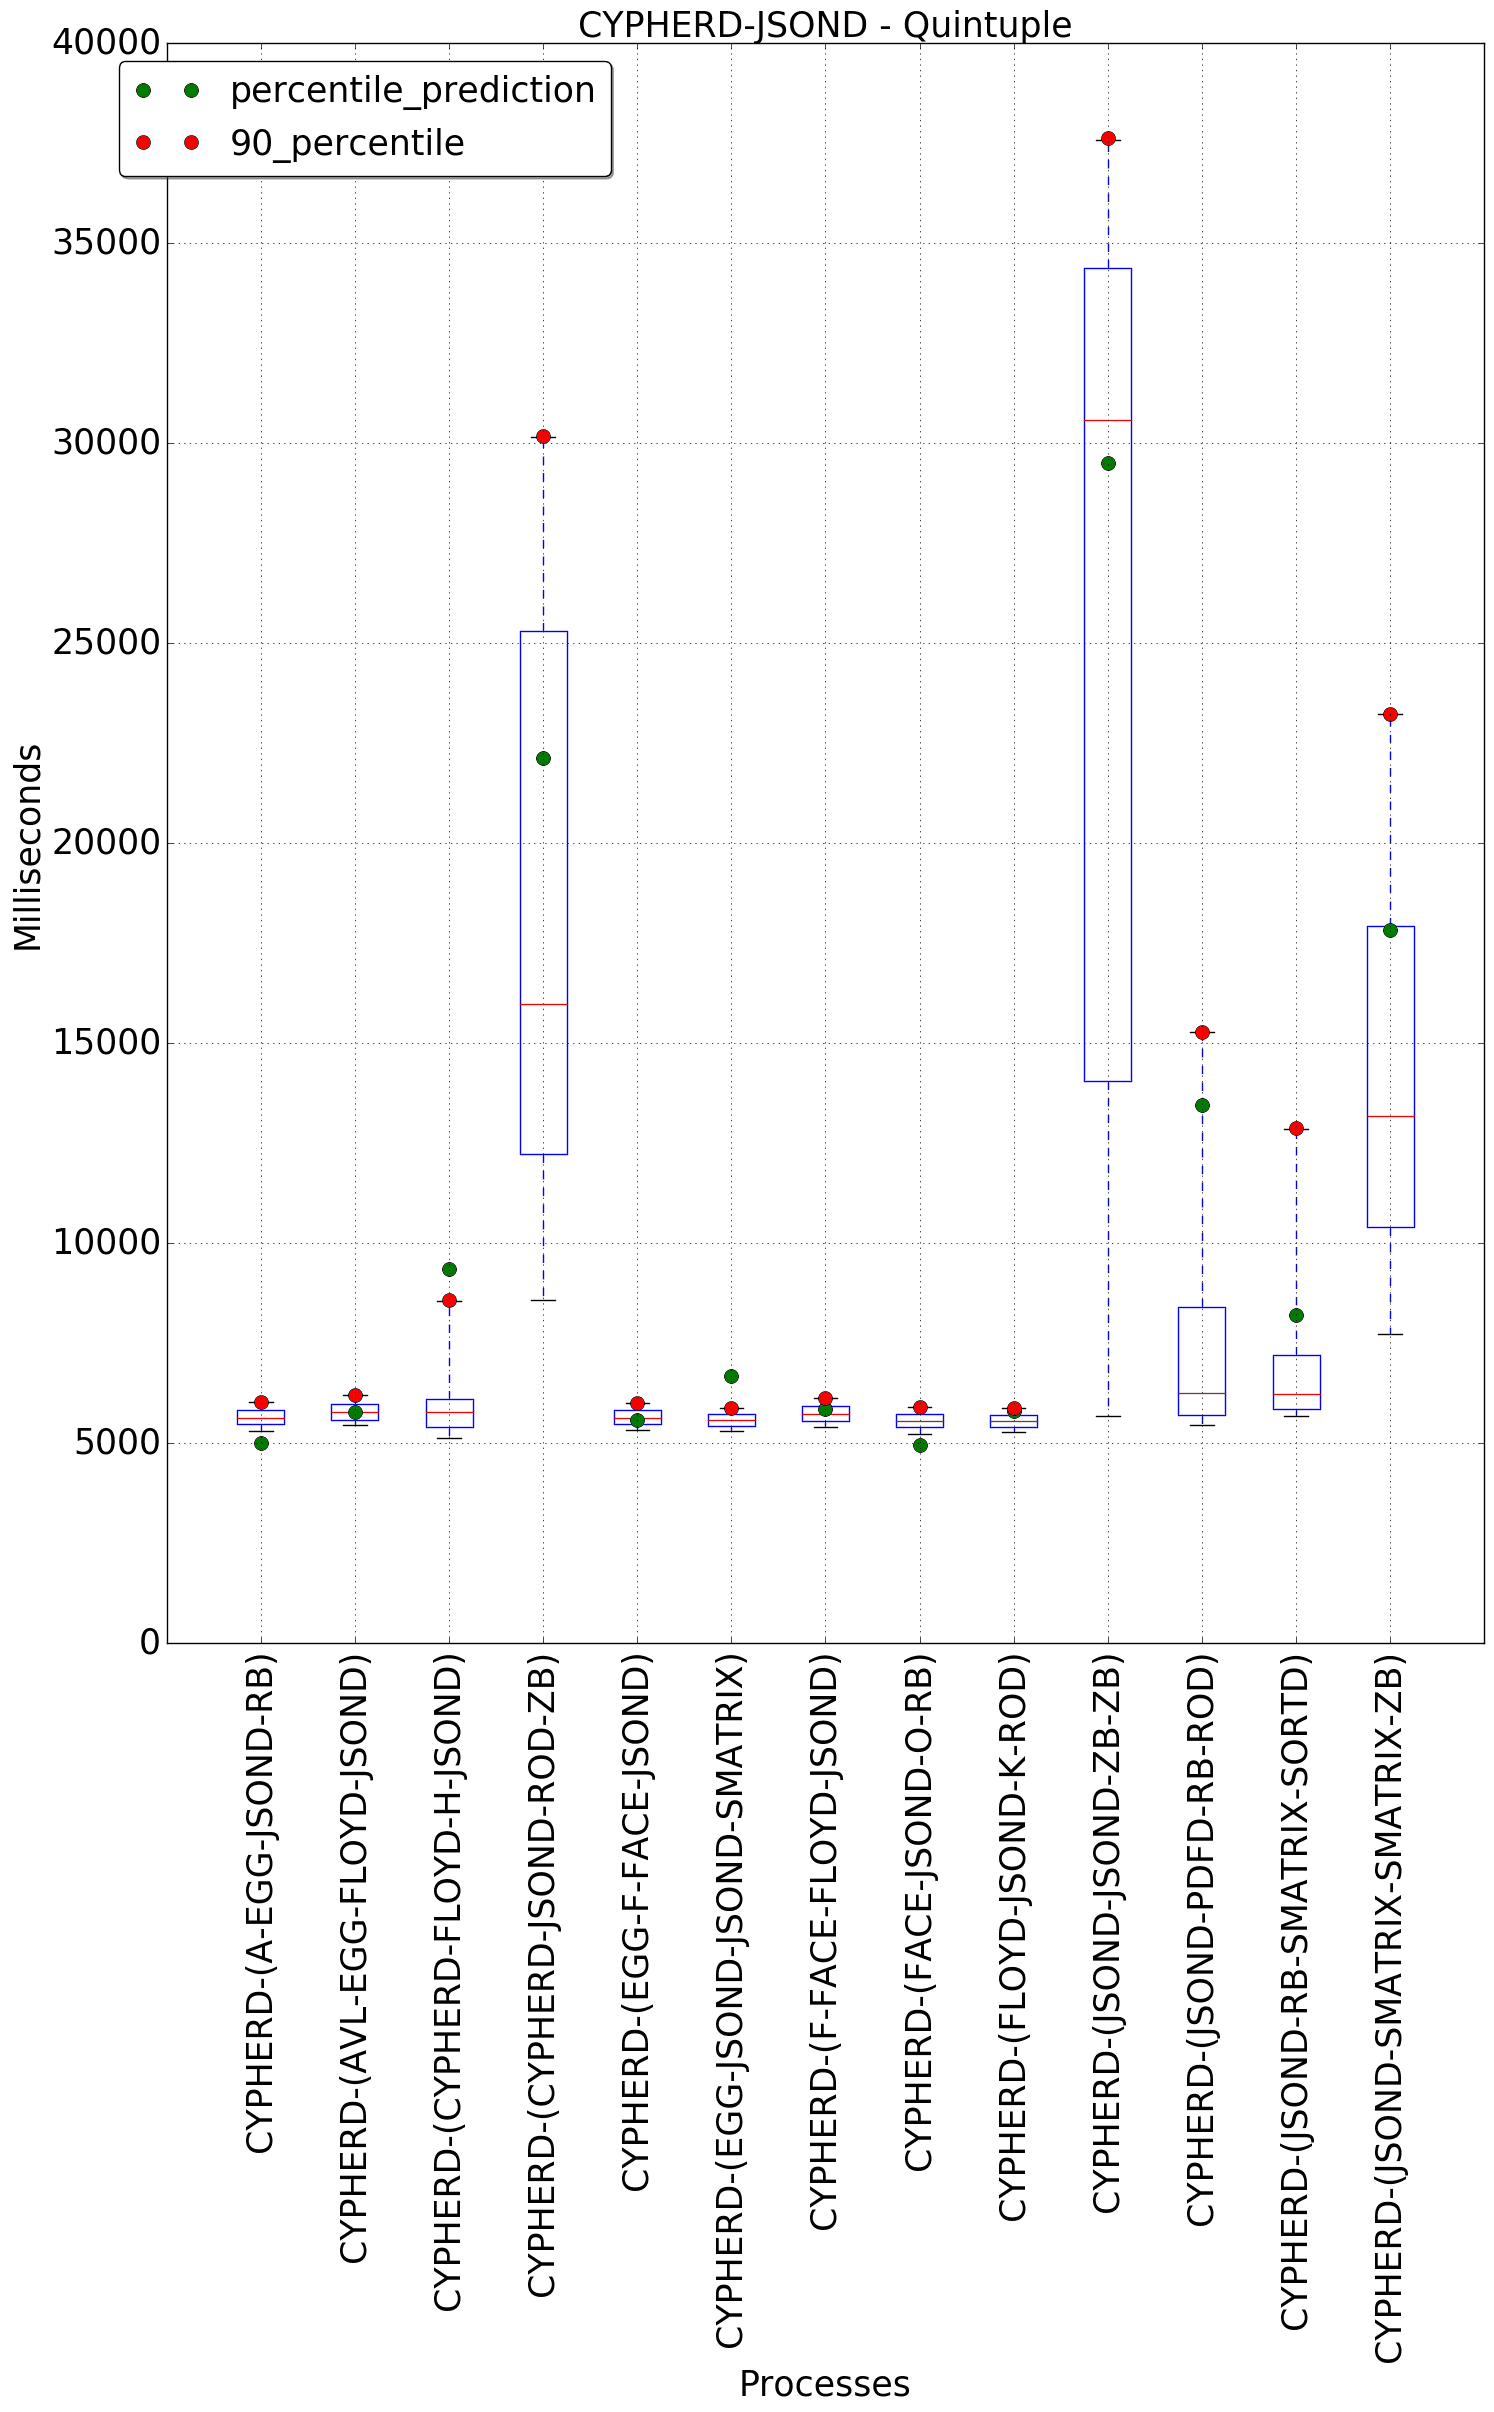 CYPHERD-JSOND - Quintuple
percentile_prediction
90_percentile
40000
35000
30000
25000
20000
15000
10000
5000
0
Milliseconds
CYPHERD-(A-EGG-JSOND-RB)
CYPHERD-(AVL-EGG-FLOYD-JSOND)
CYPHERD-(CYPHERD-FLOYD-H-JSOND)
CYPHERD-(CYPHERD-JSOND-ROD-ZB)
CYPHERD-(EGG-F-FACE-JSOND)
CYPHERD-(EGG-JSOND-JSOND-SMATRIX)
CYPHERD-(F-FACE-FLOYD-JSOND)
CYPHERD-(FACE-JSOND-O-RB)
CYPHERD-(FLOYD-JSOND-K-ROD)
CYPHERD-(JSOND-JSOND-ZB-ZB)
CYPHERD-(JSOND-PDFD-RB-ROD)
CYPHERD-(JSOND-RB-SMATRIX-SORTD)
CYPHERD-(JSOND-SMATRIX-SMATRIX-ZB)
Processes